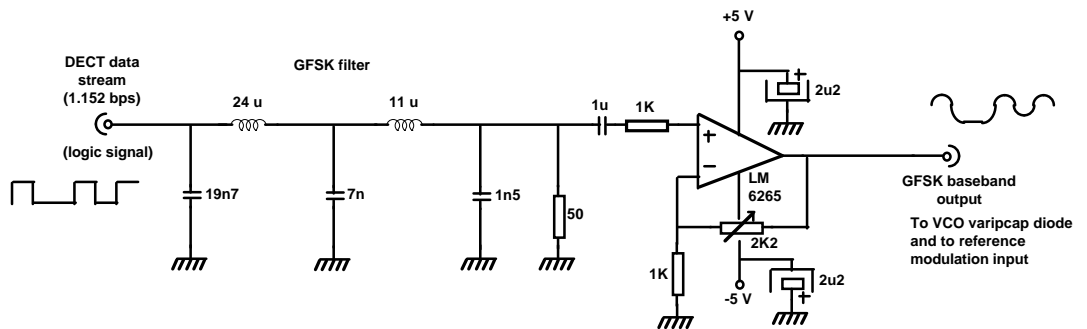 +5 V
DECT data
stream
(1.152 bps)
GFSK filter
24 u
11 u
1u
1K
+
2u2
(logic signal)
+
−
19n7
7n
1n5
50
LM
6265
2K2
1K
-5 V
2u2
+
GFSK baseband
output
To VCO varipcap diode
and to reference
modulation input